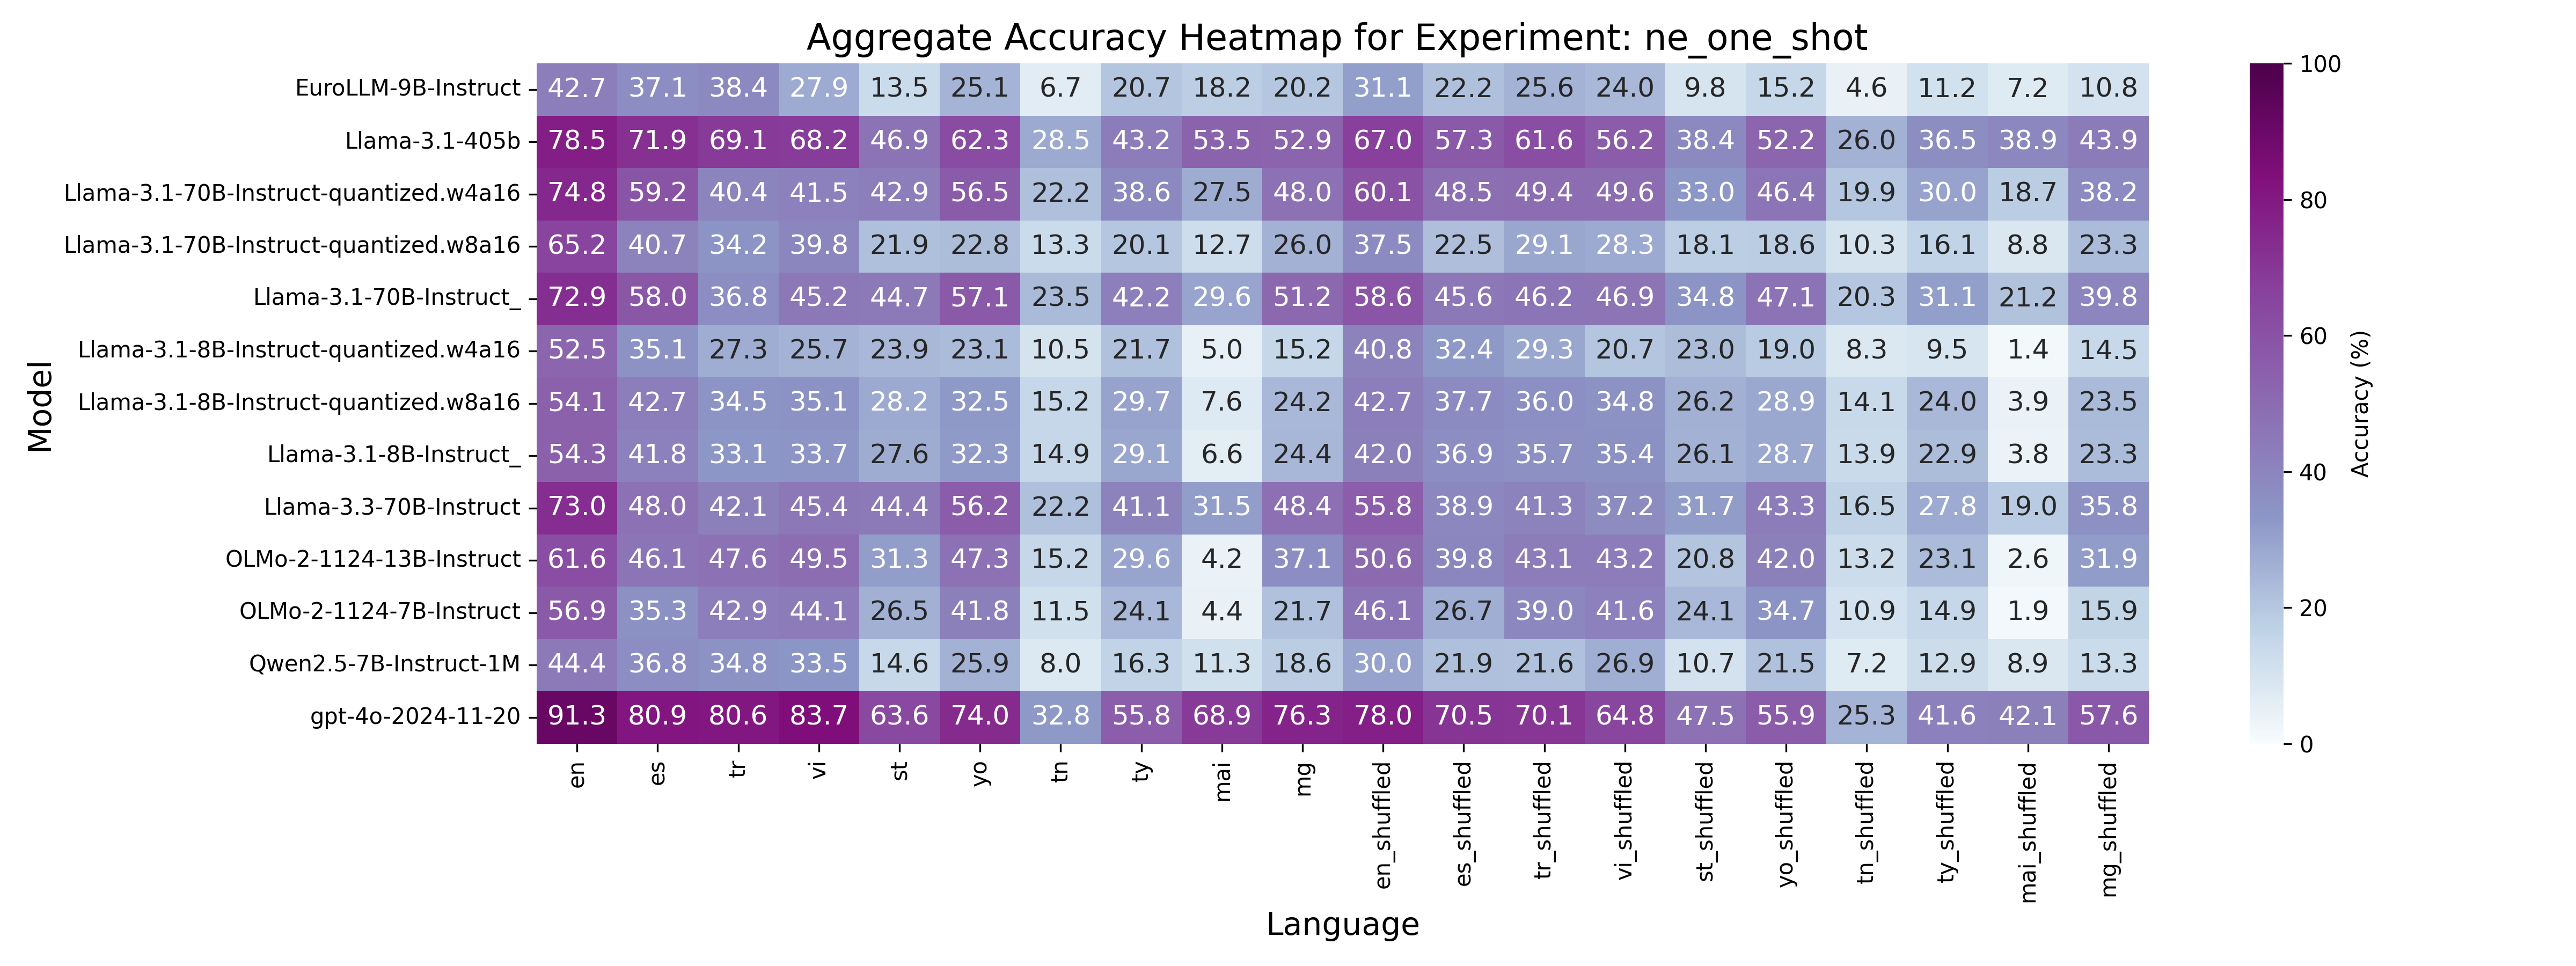 Aggregate Accuracy Heatmap for Experiment: ne_one_shot
EuroLLM-9B-Instruct 42.7 37.1 38.4 27.9 13.5 25.1 6.7 20.7 18.2 20.2 31.1 22.2 25.6 24.0 9.8 15.2 4.6 11.2 7.2 10.8
Llama-3.1-405b 78.5 71.9 69.1 68.2 46.9 62.3 28.5 43.2 53.5 52.9 67.0 57.3 61.6 56.2 38.4 52.2 26.0 36.5 38.9 43.9
Llama-3.1-70B-Instruct-quantized.w4a16 74.8 59.2 40.4 41.5 42.9 56.5 22.2 38.6 27.5 48.0 60.1 48.5 49.4 49.6 33.0 46.4 19.9 30.0 18.7 38.2
Llama-3.1-70B-Instruct-quantized.w8a16 65.2 40.7 34.2 39.8 21.9 22.8 13.3 20.1 12.7 26.0 37.5 22.5 29.1 28.3 18.1 18.6 10.3 16.1 8.8 23.3
Llama-3.1-70B-Instruct_ 72.9 58.0 36.8 45.2 44.7 57.1 23.5 42.2 29.6 51.2 58.6 45.6 46.2 46.9 34.8 47.1 20.3 31.1 21.2 39.8
Llama-3.1-8B-Instruct-quantized.w4a16 52.5 35.1 27.3 25.7 23.9 23.1 10.5 21.7 5.0 15.2 40.8 32.4 29.3 20.7 23.0 19.0 8.3 9.5 1.4 14.5
Llama-3.1-8B-Instruct-quantized.w8a16 54.1 42.7 34.5 35.1 28.2 32.5 15.2 29.7 7.6 24.2 42.7 37.7 36.0 34.8 26.2 28.9 14.1 24.0 3.9 23.5
Llama-3.1-8B-Instruct_ 54.3 41.8 33.1 33.7 27.6 32.3 14.9 29.1 6.6 24.4 42.0 36.9 35.7 35.4 26.1 28.7 13.9 22.9 3.8 23.3
Llama-3.3-70B-Instruct 73.0 48.0 42.1 45.4 44.4 56.2 22.2 41.1 31.5 48.4 55.8 38.9 41.3 37.2 31.7 43.3 16.5 27.8 19.0 35.8
OLMo-2-1124-13B-Instruct 61.6 46.1 47.6 49.5 31.3 47.3 15.2 29.6 4.2 37.1 50.6 39.8 43.1 43.2 20.8 42.0 13.2 23.1 2.6 31.9
OLMo-2-1124-7B-Instruct 56.9 35.3 42.9 44.1 26.5 41.8 11.5 24.1 4.4 21.7 46.1 26.7 39.0 41.6 24.1 34.7 10.9 14.9 1.9 15.9
Qwen2.5-7B-Instruct-1M 44.4 36.8 34.8 33.5 14.6 25.9 8.0 16.3 11.3 18.6 30.0 21.9 21.6 26.9 10.7 21.5 7.2 12.9 8.9 13.3
gpt-4o-2024-11-20 91.3 80.9 80.6 83.7 63.6 74.0 32.8 55.8 68.9 76.3 78.0 70.5 70.1 64.8 47.5 55.9 25.3 41.6 42.1 57.6
en es tr vi st yo tn ty mai mg en_shuffled es_shuffled tr_shuffled vi_shuffled st_shuffled yo_shuffled tn_shuffled ty_shuffled mai_shuffled mg_shuffled
Language
Model
100
80
60
40
20
0
Accuracy (%)